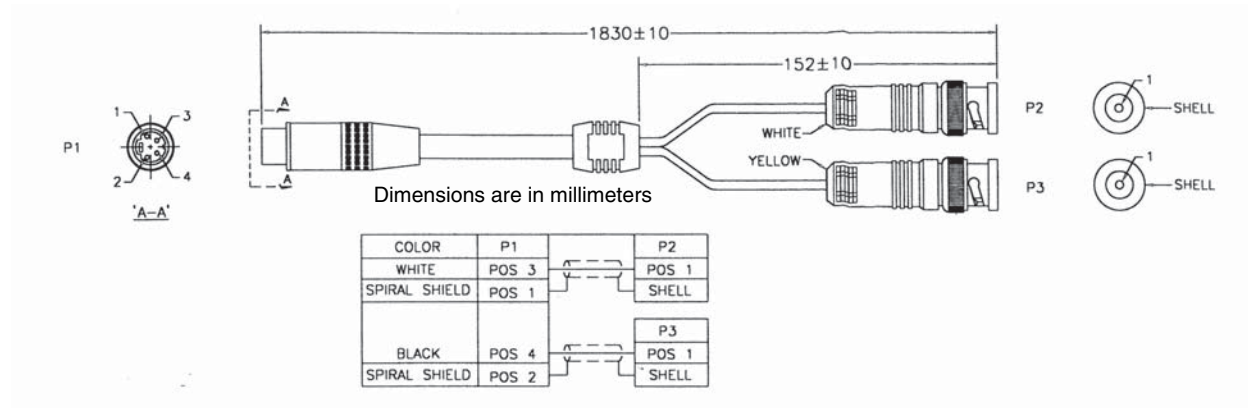 1830±10
152±10
A
1
3
P1
2
4
A
'A-A'
WHITE
P2
1
SHELL
YELLOW
P3
1
SHELL
Dimensions are in millimeters
COLOR P1 P2
WHITE POS 3 POS 1
SPIRAL SHIELD POS 1 SHELL
P3
BLACK POS 4 POS 1
SPIRAL SHIELD POS 2 SHELL